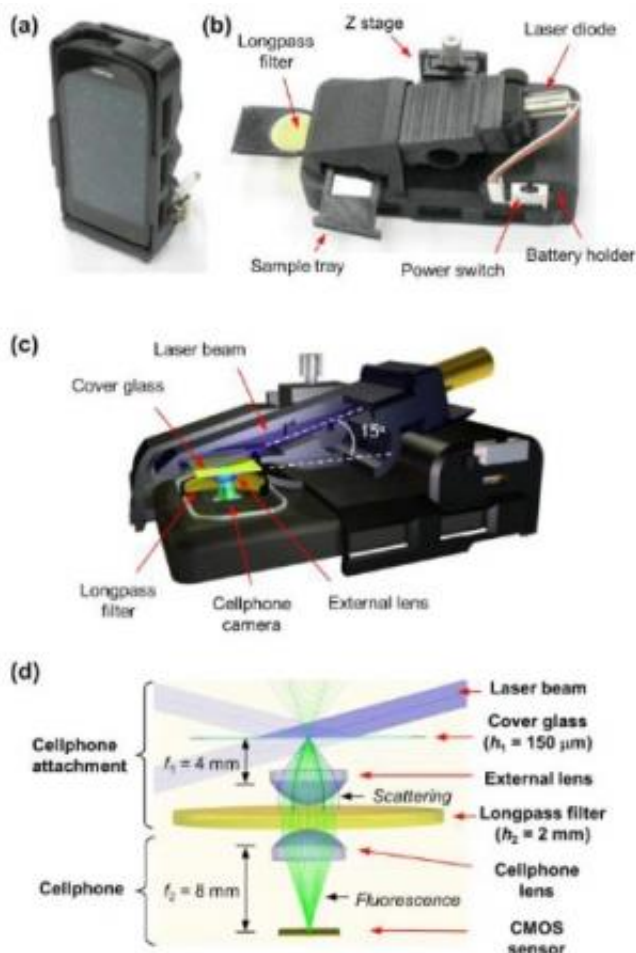 (a)
(b)
Longpass
filter
Z stage
Laser diode
Sample tray
Power switch
Battery holder
(c)
Laser beam
Cover glass
15°
Longpass
filter
Cellphone
camera
External lens
(d)
Laser beam
Cover glass
(h₁ = 150 μm)
Cellphone
attachment
f₁ = 4 mm
External lens
Scattering
Longpass filter
(h₂ = 2 mm)
Cellphone
lens
Cellphone
f₂ = 8 mm
Fluorescence
CMOS
sensor